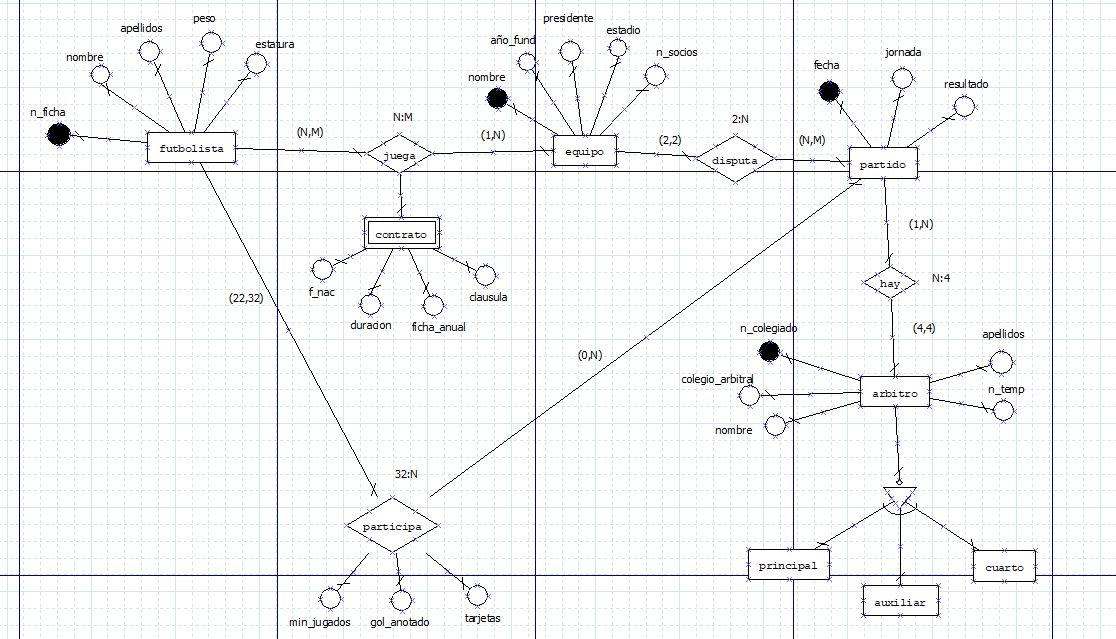 peso
apellidos
estatura
nombre
n_ficha
futbolista
(N,M)
N:M
juega
(1,N)
presidente
año_fund
estadio
n_socios
nombre
equipo
(2,2)
2:N
disputa
(N,M)
fecha
jornada
resultado
partido
contrato
f_nac
duracion
ficha_anual
clausula
(1,N)
hay
N:4
(4,4)
(22,32)
(0,N)
n_colegiado
colegio_arbitral
nombre
apellidos
n_temp
arbitro
32:N
participa
min_jugados
gol_anotado
tarjetas
principal
auxiliar
cuarto